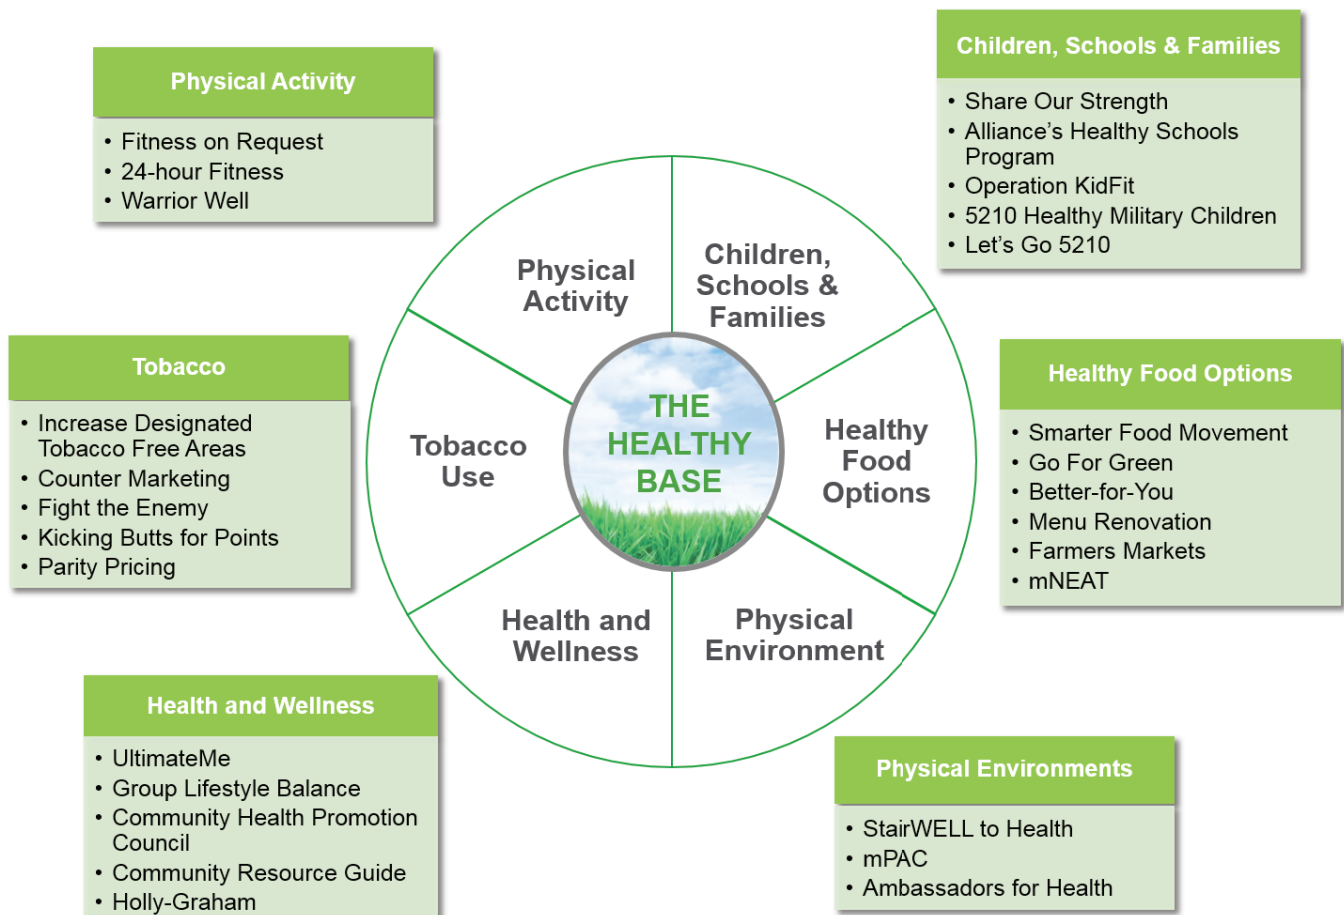 Physical Activity
• Fitness on Request
• 24-hour Fitness
• Warrior Well
Children, Schools & Families
• Share Our Strength
• Alliance's Healthy Schools
Program
• Operation KidFit
• 5210 Healthy Military Children
• Let's Go 5210
Tobacco
• Increase Designated
Tobacco Free Areas
• Counter Marketing
• Fight the Enemy
• Kicking Butts for Points
• Parity Pricing
Physical
Activity
Children,
Schools &
Families
Tobacco
Use
THE
HEALTHY
BASE
Healthy
Food
Options
Health and
Wellness
Physical
Environment
Healthy Food Options
• Smarter Food Movement
• Go For Green
• Better-for-You
• Menu Renovation
• Farmers Markets
• mNEAT
Health and Wellness
• UltimateMe
• Group Lifestyle Balance
• Community Health Promotion
Council
• Community Resource Guide
• Holly-Graham
Physical Environments
• StairWELL to Health
• mPAC
• Ambassadors for Health